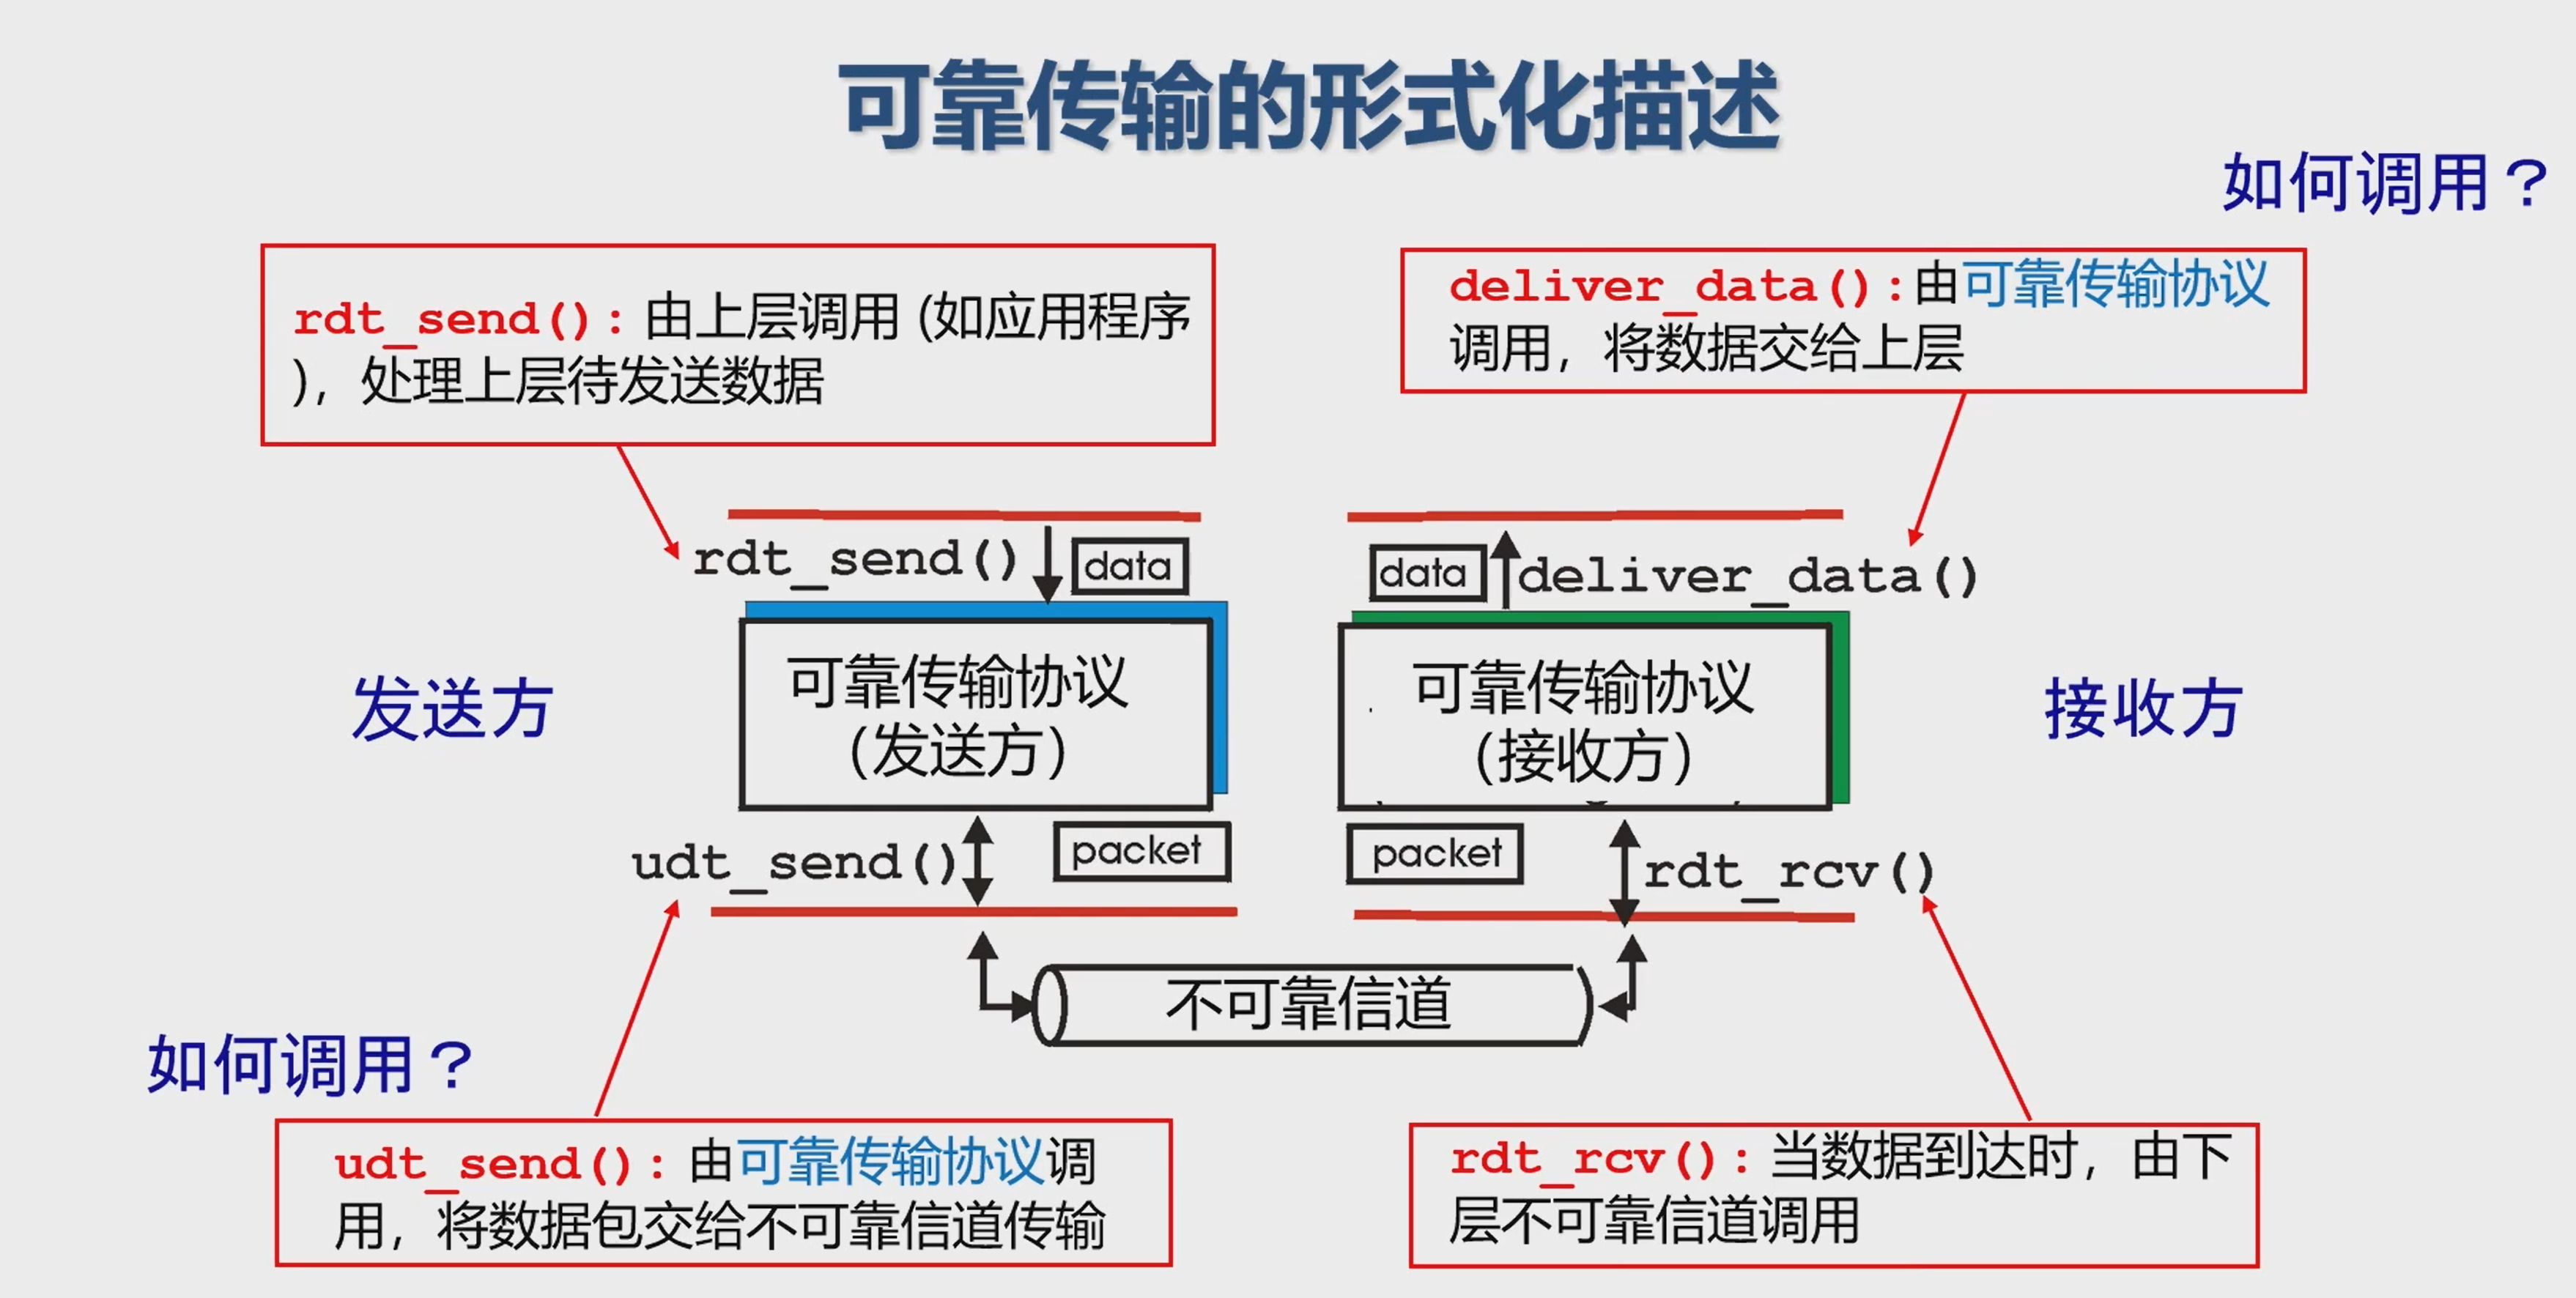 可靠传输的形式化描述
如何调用？
rdt_send(): 由上层调用 (如应用程序
)，处理上层待发送数据
deliver_data():由可靠传输协议
调用，将数据交给上层
rdt_send()
data
data
deliver_data()
发送方
可靠传输协议
(发送方)
可靠传输协议
(接收方)
接收方
udt_send()
packet
packet
rdt_rcv()
不可靠信道
如何调用？
udt_send(): 由可靠传输协议调
用，将数据包交给不可靠信道传输
rdt_rcv(): 当数据到达时，由下
层不可靠信道调用